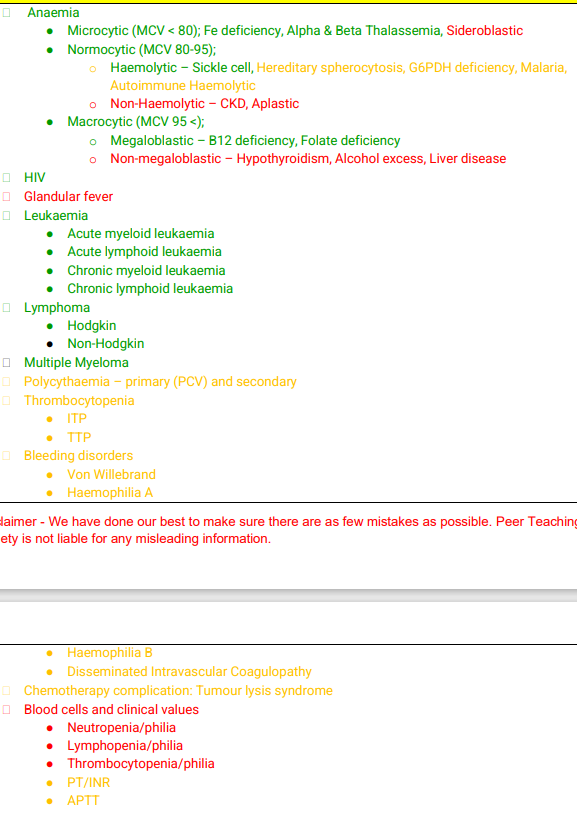 Anaemia
Microcytic (MCV < 80); Fe deficiency, Alpha & Beta Thalassemia, Sideroblastic
Normocytic (MCV 80-95);
Haemolytic – Sickle cell, Hereditary spherocytosis, G6PDH deficiency, Malaria,
Autoimmune Haemolytic
Non-Haemolytic – CKD, Aplastic
Macrocytic (MCV 95 <);
Megaloblastic – B12 deficiency, Folate deficiency
Non-megaloblastic – Hypothyroidism, Alcohol excess, Liver disease
HIV
Glandular fever
Leukaemia
Acute myeloid leukaemia
Acute lymphoid leukaemia
Chronic myeloid leukaemia
Chronic lymphoid leukaemia
Lymphoma
Hodgkin
Non-Hodgkin
Multiple Myeloma
Polycythaemia – primary (PCV) and secondary
Thrombocytopenia
ITP
TTP
Bleeding disorders
Von Willebrand
Haemophilia A
claimer - We have done our best to make sure there are as few mistakes as possible. Peer Teaching
ety is not liable for any misleading information.
Haemophilia B
Disseminated Intravascular Coagulopathy
Chemotherapy complication: Tumour lysis syndrome
Blood cells and clinical values
Neutropenia/philia
Lymphopenia/philia
Thrombocytopenia/philia
PT/INR
APTT